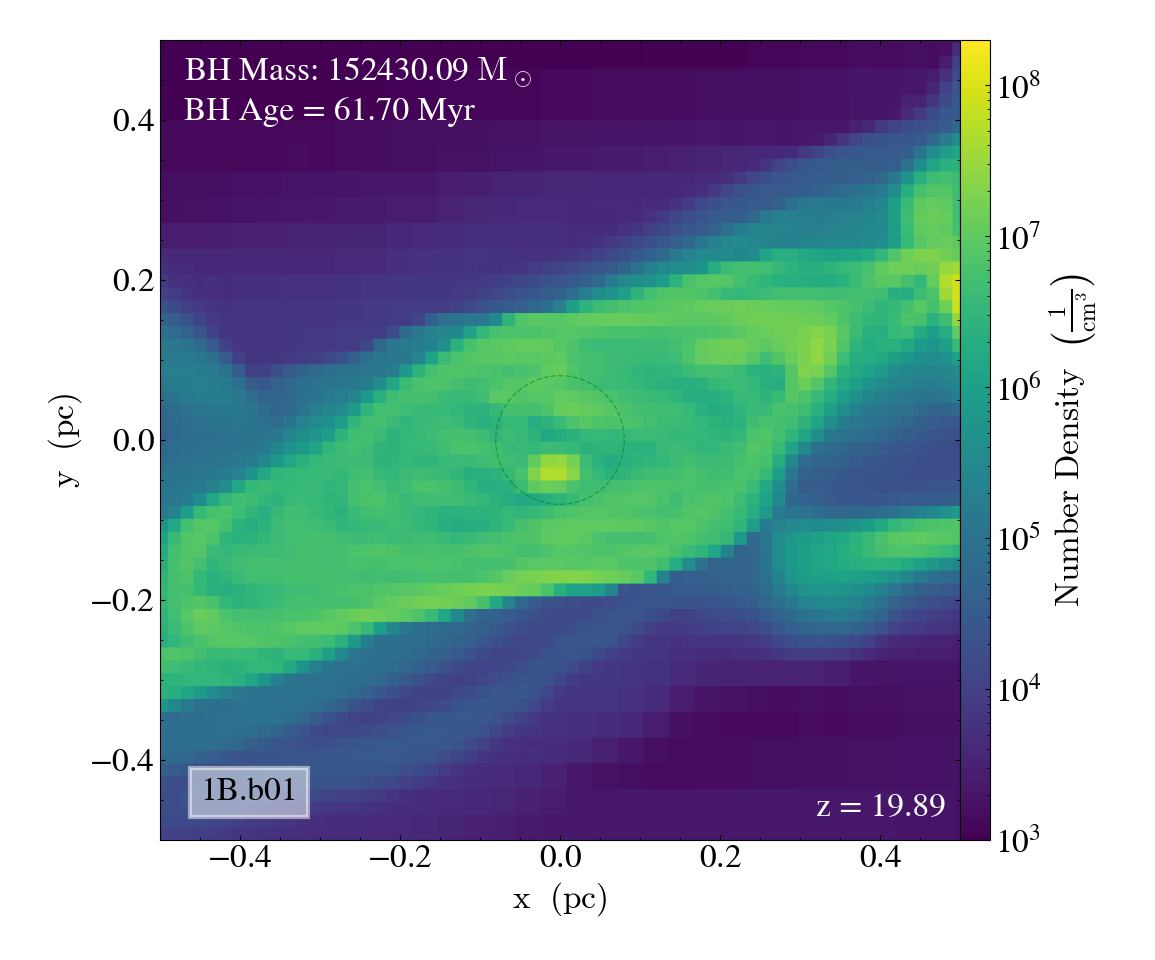 BH Mass: 152430.09 M⊙
BH Age = 61.70 Myr
0.4
0.2
0.0
−0.2
−0.4
y (pc)
1B.b01
z = 19.89
−0.4 −0.2 0.0 0.2 0.4
x (pc)
10⁸
10⁷
10⁶
10⁵
10⁴
10³
Number Density (1/cm³)